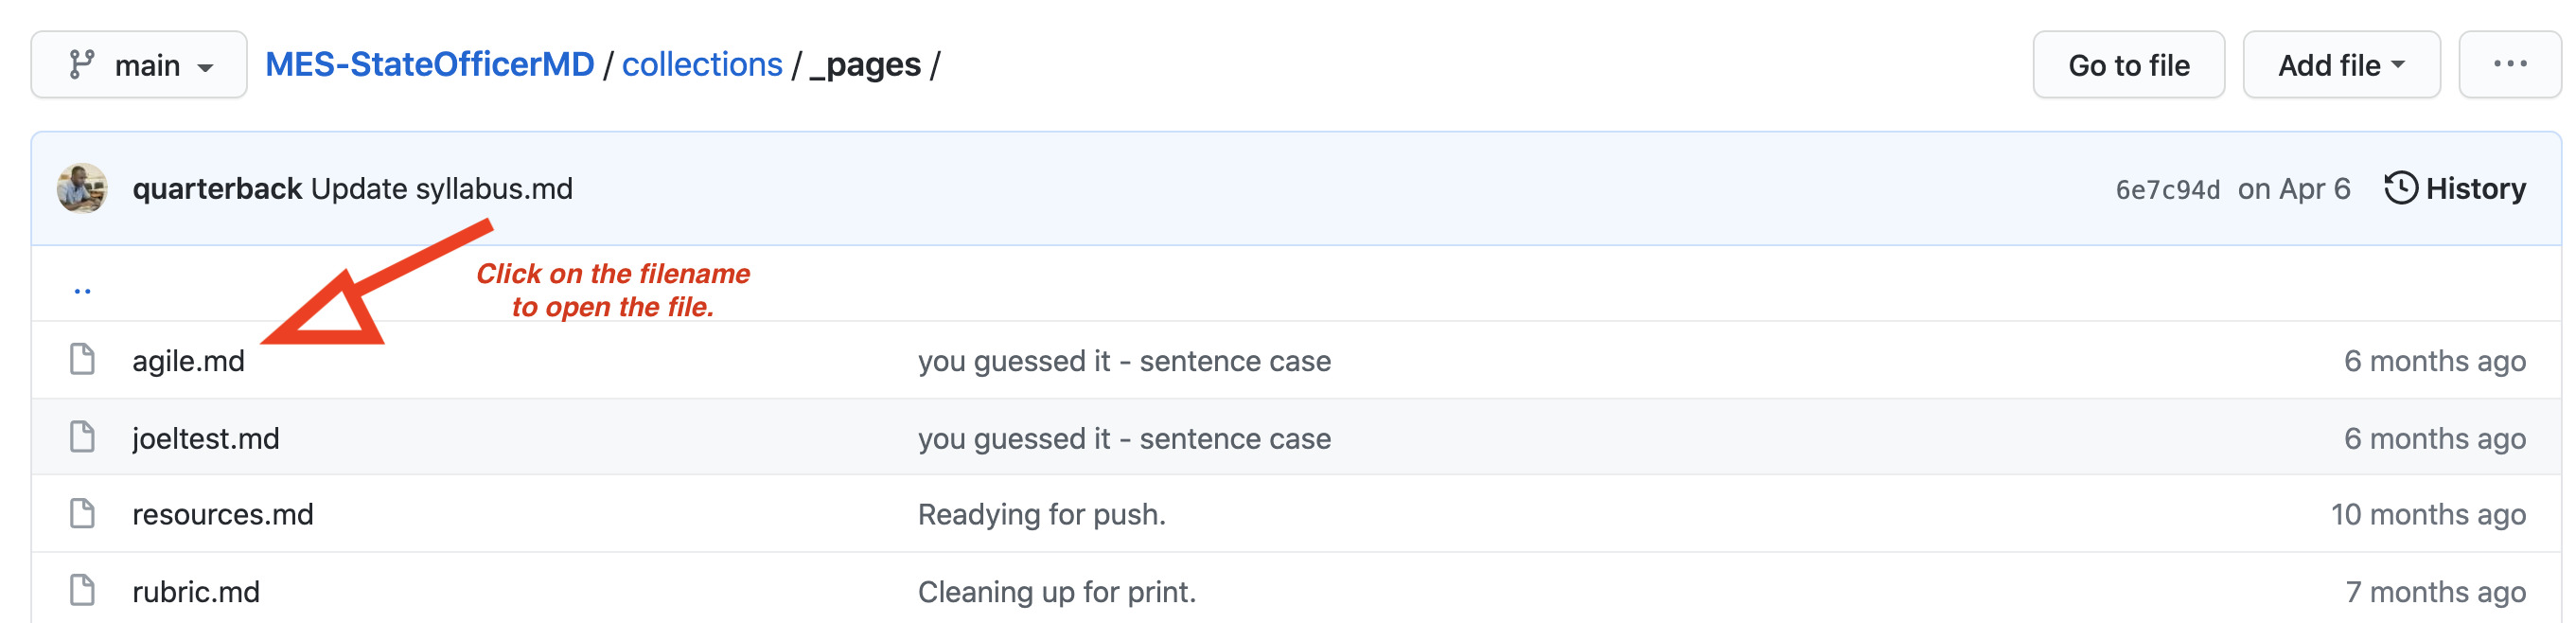 main MES-StateOfficerMD / collections / _pages / Go to file Add file ...
quarterback Update syllabus.md 6e7c94d on Apr 6 History
..
Click on the filename
to open the file.
agile.md you guessed it - sentence case 6 months ago
joeltest.md you guessed it - sentence case 6 months ago
resources.md Readying for push. 10 months ago
rubric.md Cleaning up for print. 7 months ago